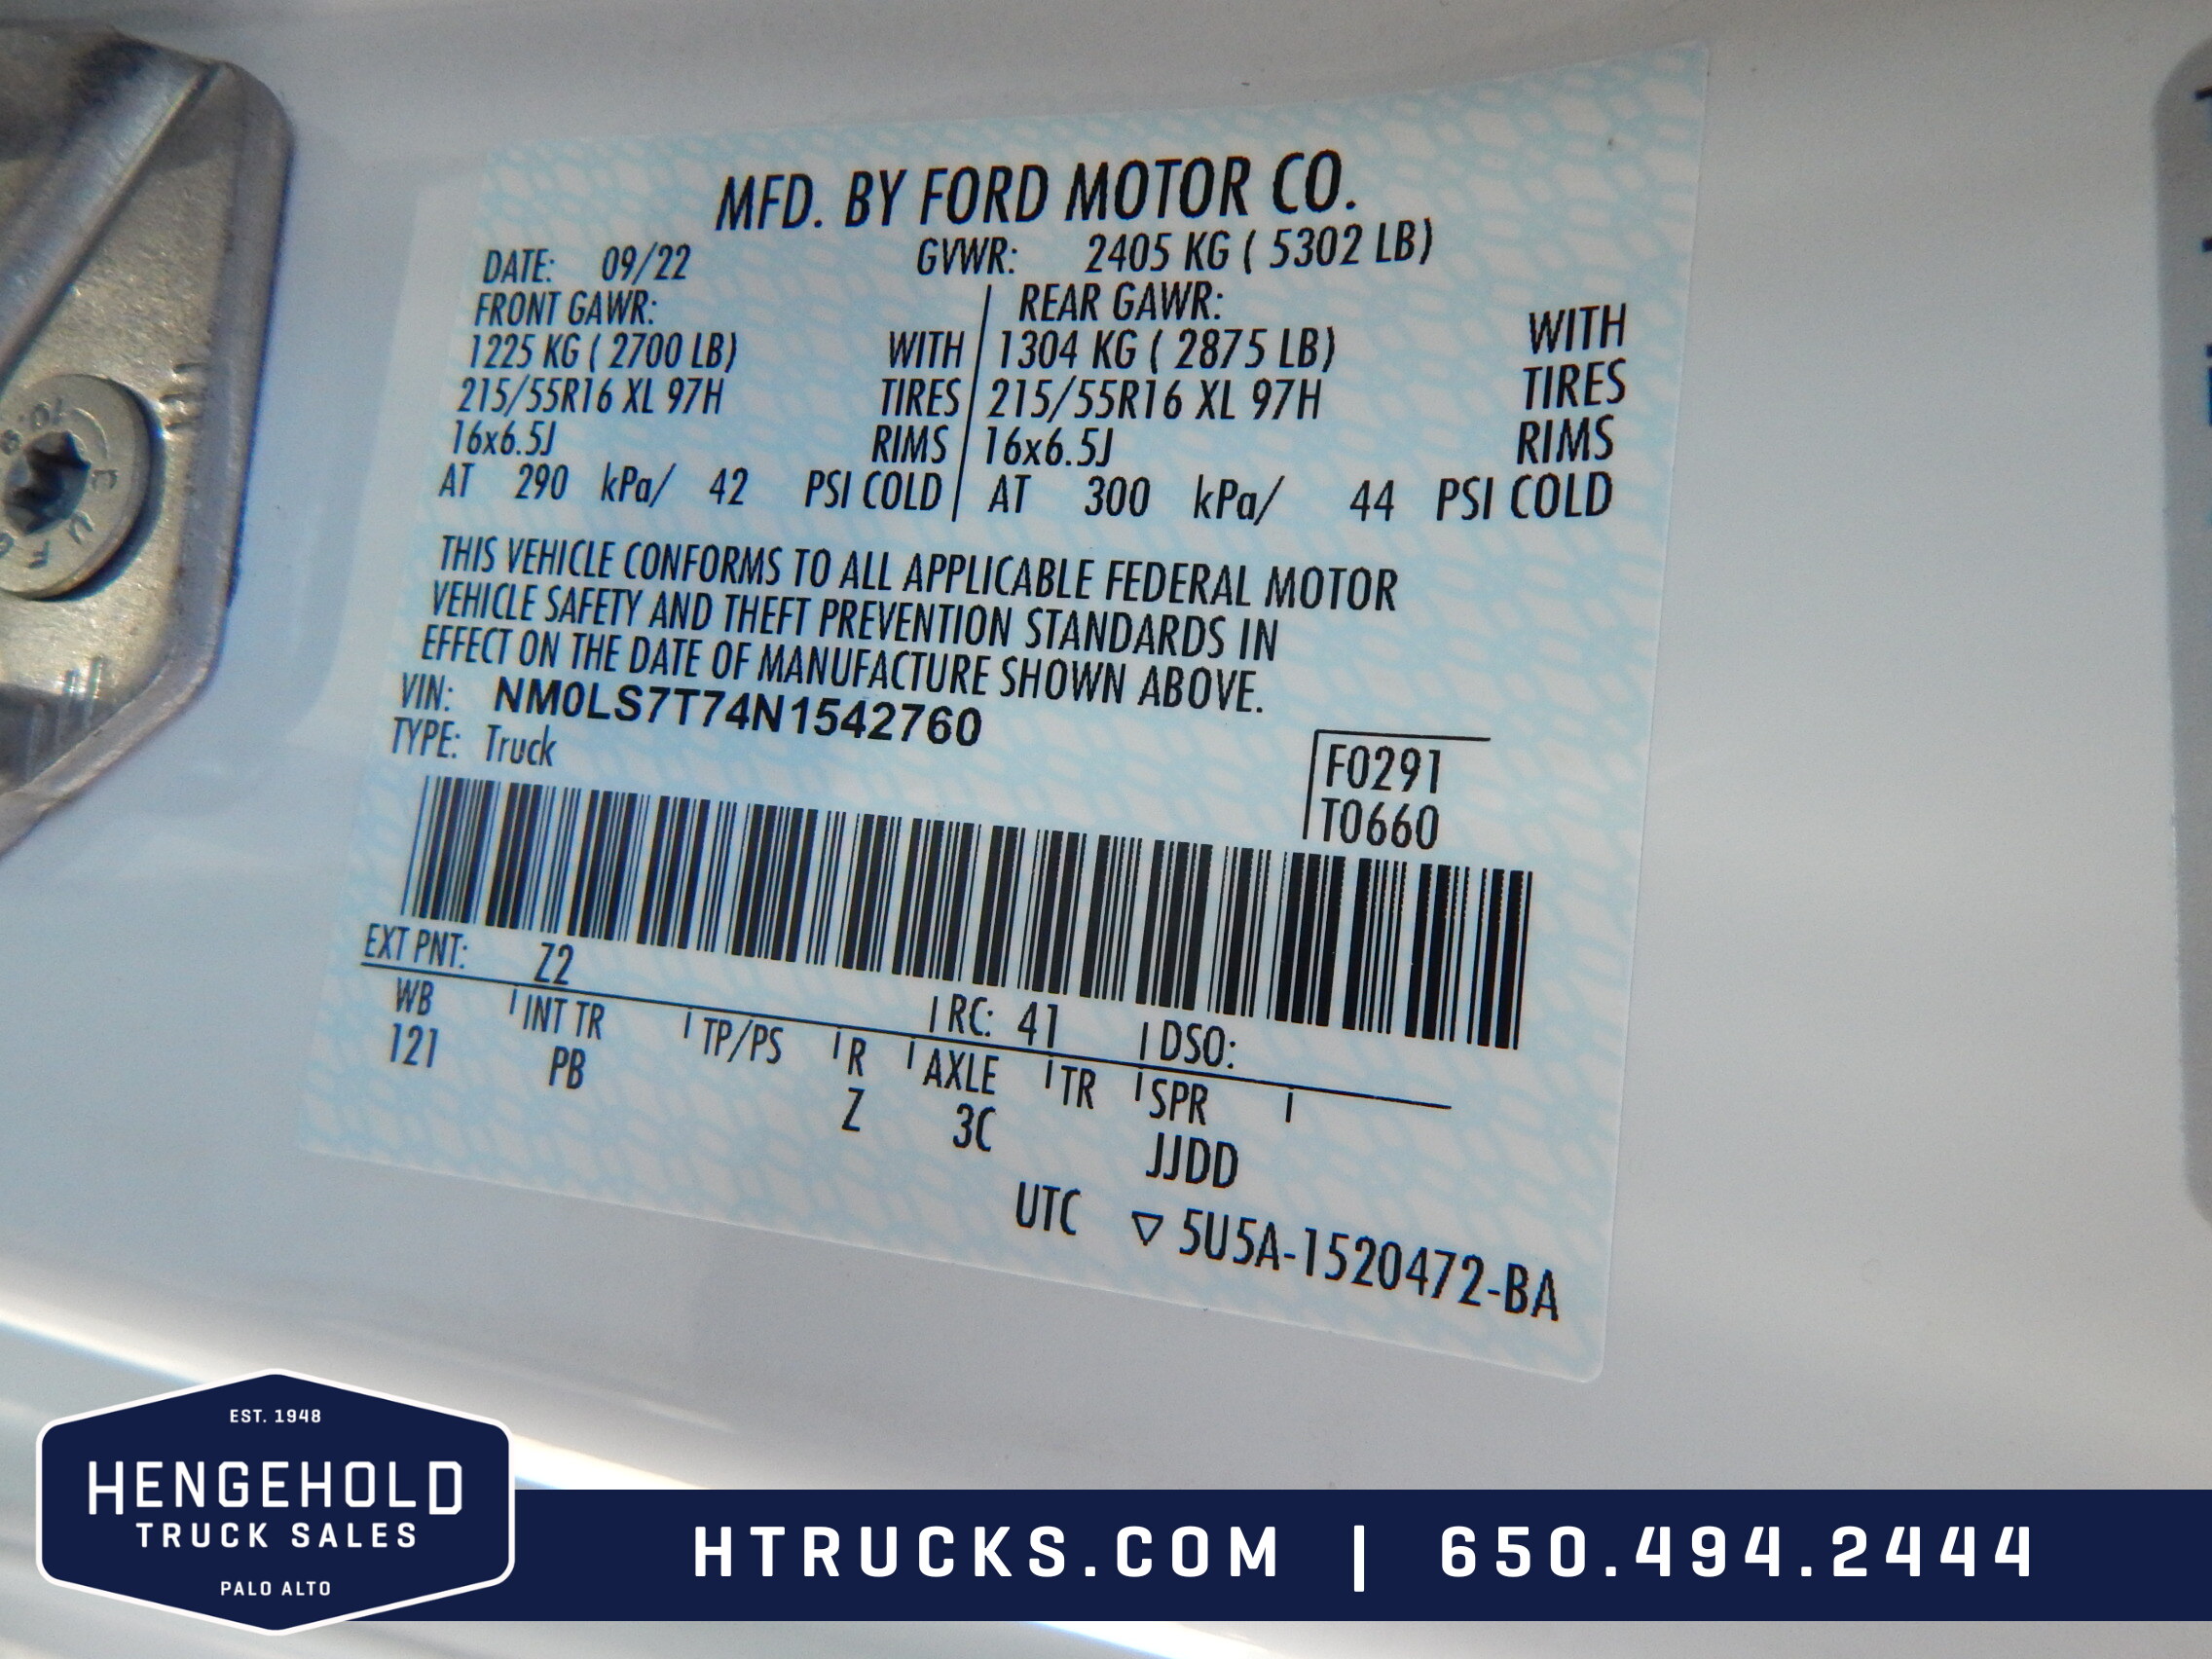 MFD. BY FORD MOTOR CO.
DATE: 09/22 GVWR: 2405 KG ( 5302 LB)
FRONT GAWR: REAR GAWR:
1225 KG ( 2700 LB) WITH 1304 KG ( 2875 LB) WITH
215/55R16 XL 97H TIRES 215/55R16 XL 97H TIRES
16x6.5J RIMS 16x6.5J RIMS
AT 290 kPa/ 42 PSI COLD AT 300 kPa/ 44 PSI COLD
THIS VEHICLE CONFORMS TO ALL APPLICABLE FEDERAL MOTOR
VEHICLE SAFETY AND THEFT PREVENTION STANDARDS IN
EFFECT ON THE DATE OF MANUFACTURE SHOWN ABOVE.
VIN: NM0LS7T74N1542760
TYPE: Truck
F0291
T0660
EXT PNT: Z2 RC: 41 DSO:
WB INT TR TP/PS R AXLE TR SPR
121 PB Z 3C JJDD
UTC ▽ 5U5A-1520472-BA
EST. 1948
HENGEHOLD
TRUCK SALES
PALO ALTO
HTRUCKS.COM | 650.494.2444